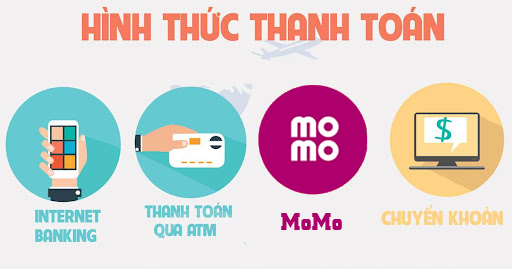 HÌNH THỨC THANH TOÁN
mo
mo
INTERNET
BANKING
THANH TOÁN
QUA ATM
MoMo
CHUYỂN KHOẢN
$